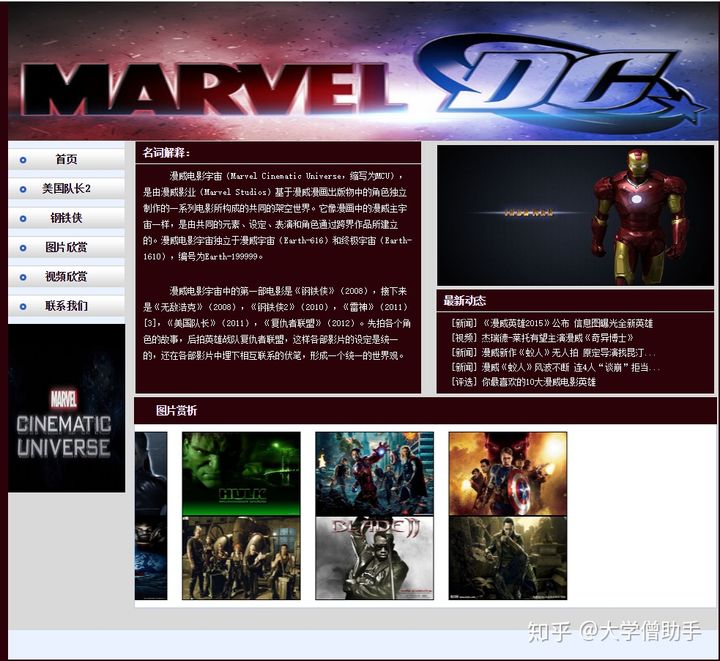 MARVEL DC
首页
美国队长2
钢铁侠
图片欣赏
视频欣赏
联系我们
MARVEL
CINEMATIC
UNIVERSE
名词解释：
漫威电影宇宙（Marvel Cinematic Universe，缩写为MCU），
是由漫威影业（Marvel Studios）基于漫威漫画出版物中的角色独立
制作的一系列电影所构成的共同的架空世界。它像漫画中的漫威主宇
宙一样，是由共同的元素、设定、表演和角色通过跨界作品所建立
的。漫威电影宇宙独立于漫威宇宙（Earth-616）和终极宇宙（Earth-
1610），编号为Earth-199999。
漫威电影宇宙中的第一部电影是《钢铁侠》（2008），接下来
是《无敌浩克》（2008），《钢铁侠2》（2010），《雷神》（2011）
[3]，《美国队长》（2011），《复仇者联盟》（2012）。先拍各个角
色的故事，后拍英雄战队复仇者联盟，这样各部影片的设定是统一
的，还在各部影片中埋下相互联系的伏笔，形成一个统一的世界观。
IRON MAN
最新动态
[新闻] 《漫威英雄2015》公布 信息图曝光全新英雄
[视频] 杰瑞德-莱托有望主演漫威《奇异博士》
[新闻] 漫威新作《蚁人》无人拍 原定导演找昆汀...
[新闻] 漫威《蚁人》风波不断 连4人“谈崩”拒当...
[评选] 你最喜欢的10大漫威电影英雄
图片赏析
HULK
BLADE II
知乎 @大学僧助手